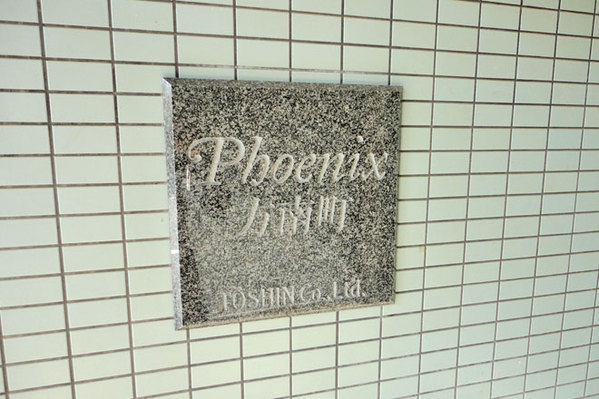 Phoenix
方南町
TOSHIN Co., Ltd.